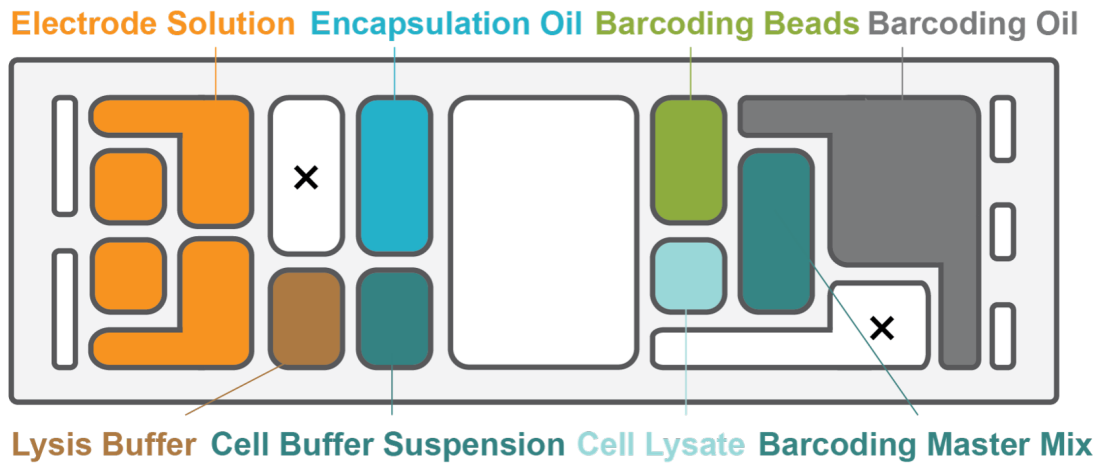 Electrode Solution Encapsulation Oil Barcoding Beads Barcoding Oil
Lysis Buffer Cell Buffer Suspension Cell Lysate Barcoding Master Mix